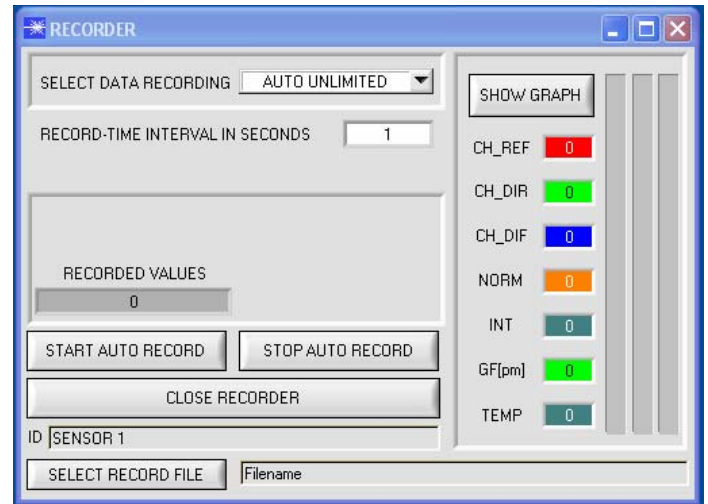 RECORDER
SELECT DATA RECORDING AUTO UNLIMITED
RECORD-TIME INTERVAL IN SECONDS 1
RECORDED VALUES
0
START AUTO RECORD STOP AUTO RECORD
CLOSE RECORDER
ID SENSOR 1
SELECT RECORD FILE Filename
SHOW GRAPH
CH_REF 0
CH_DIR 0
CH_DIF 0
NORM 0
INT 0
GF[pm] 0
TEMP 0